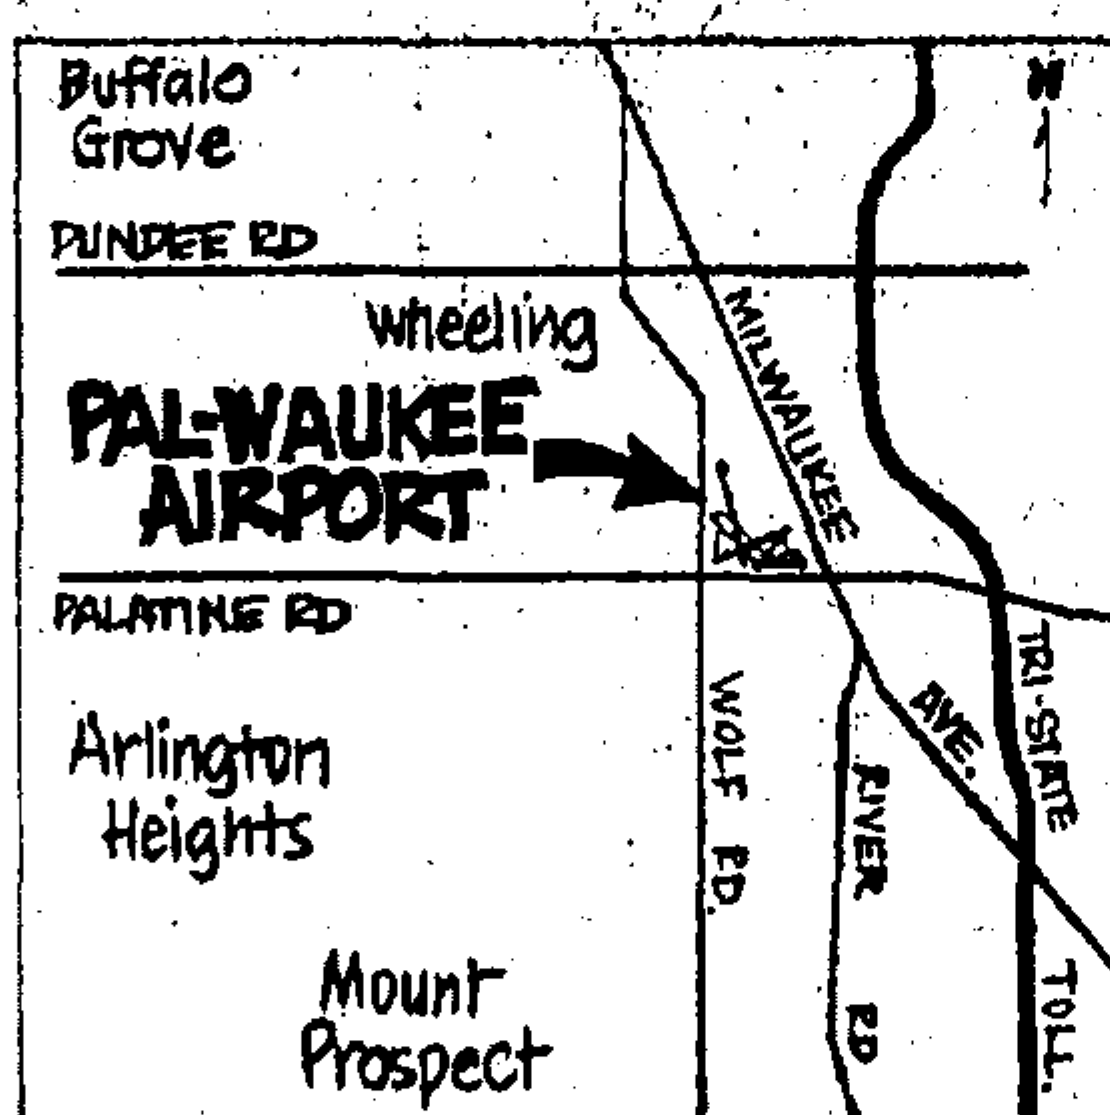 Buffalo
Grove
N
DUNDEE RD
Wheeling
MILWAUKEE
PAL-WAUKEE
AIRPORT
PALATINE RD
TRI-STATE
WOLF RD.
AVE.
Arlington
Heights
RIVER RD
Mount
Prospect
TOLL.